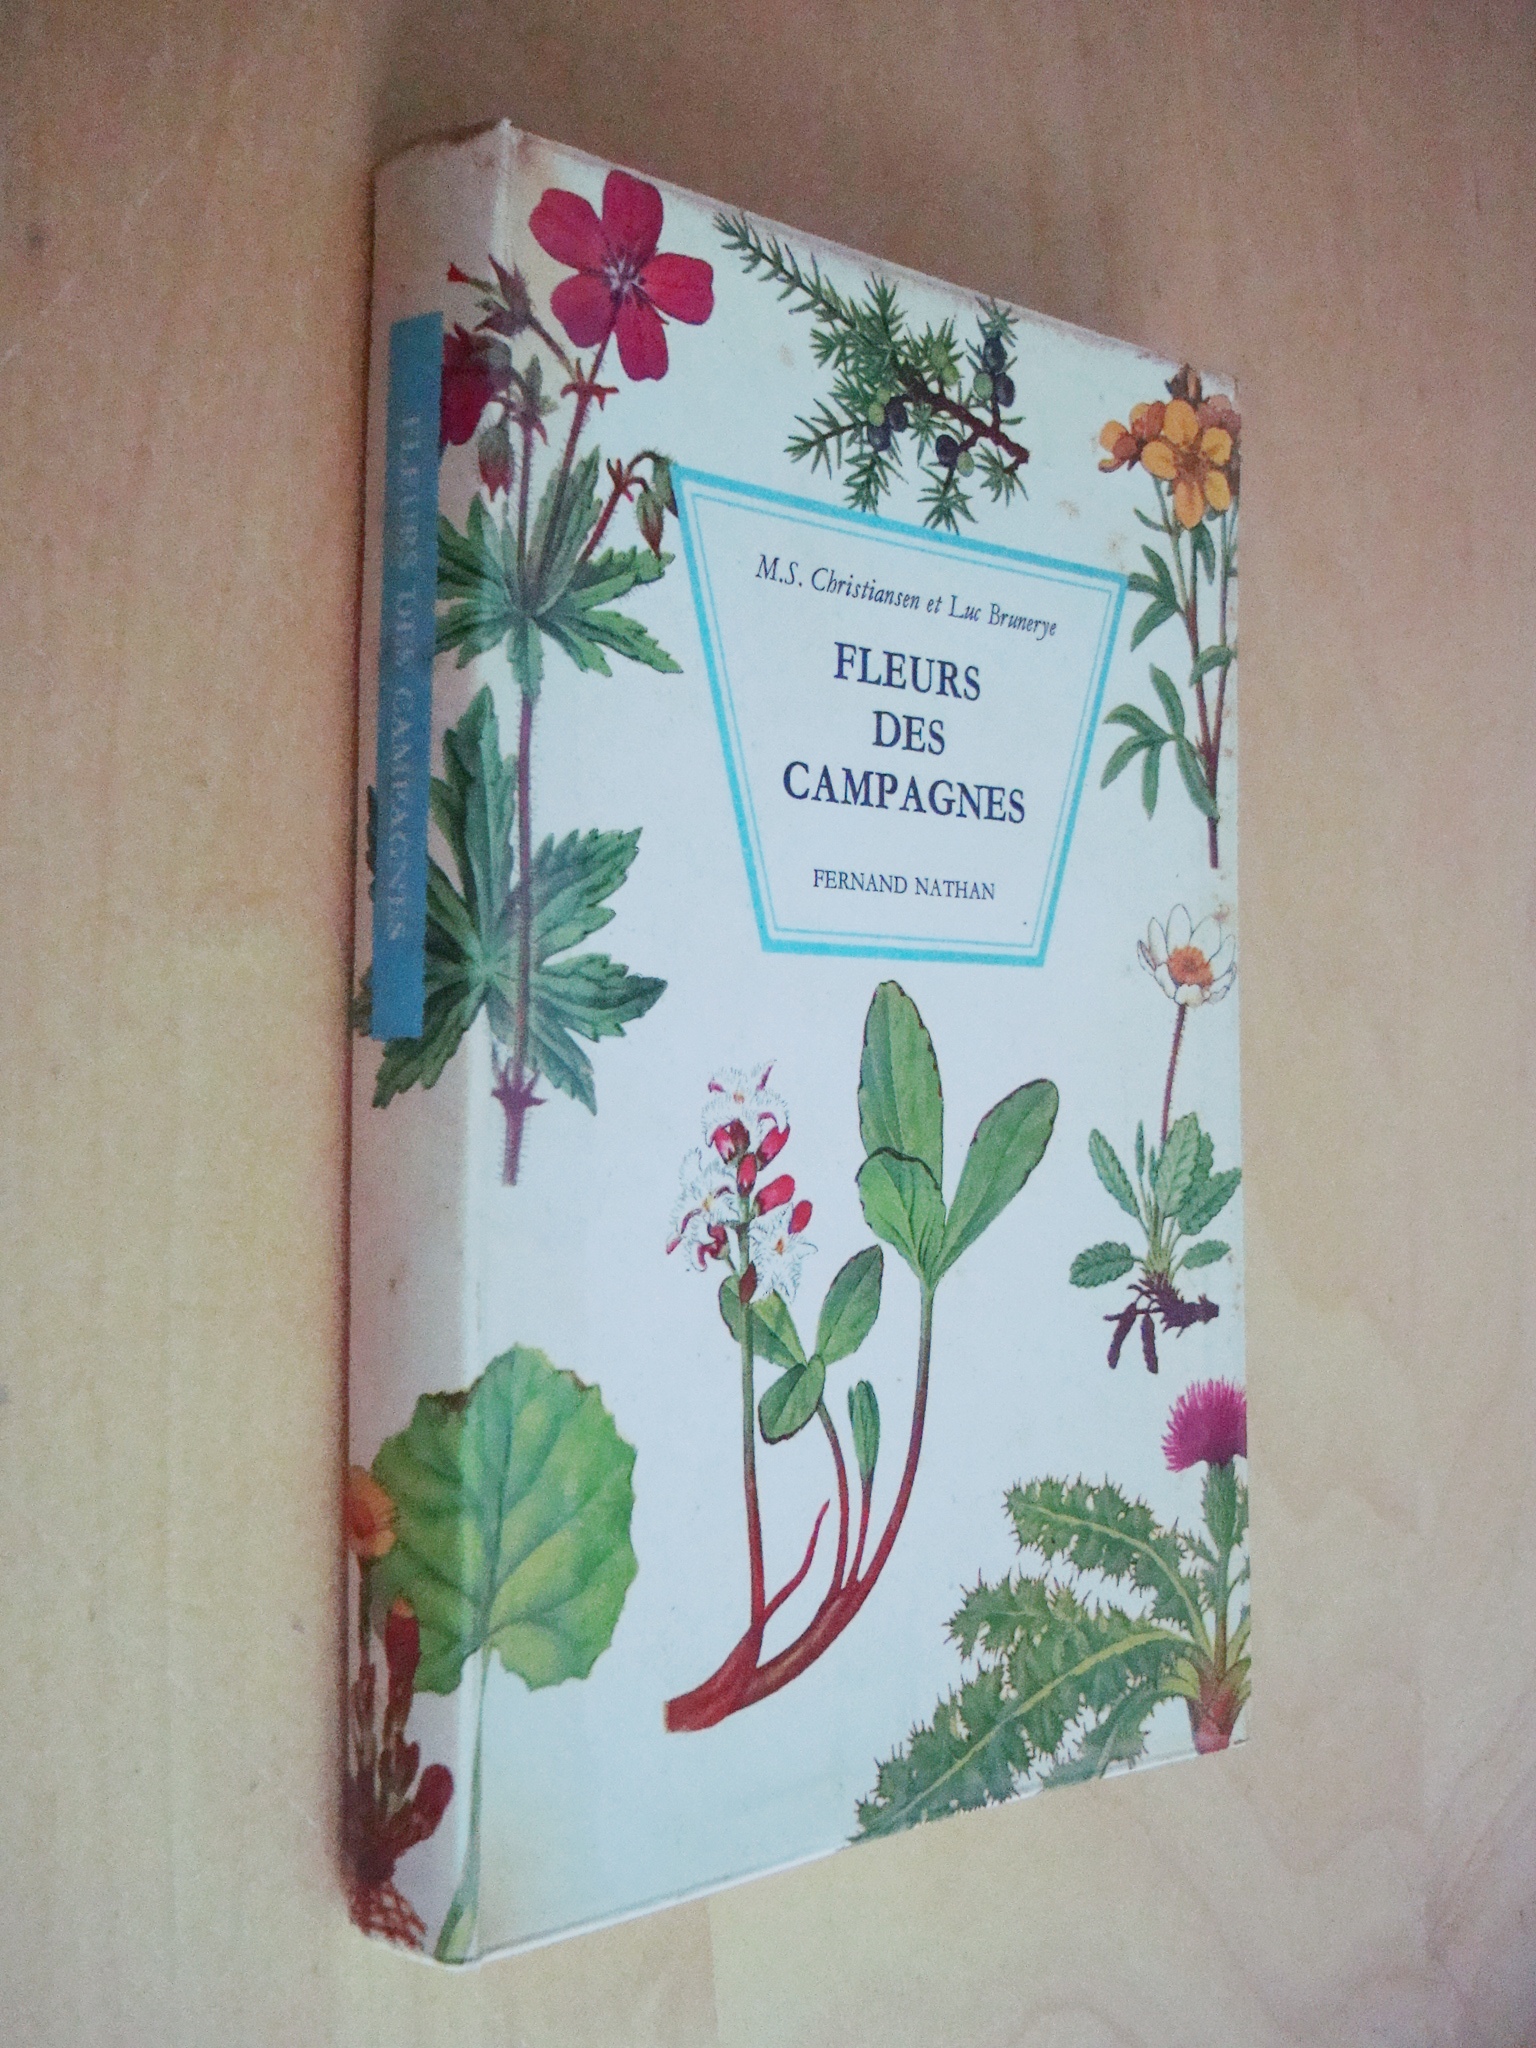 M.S. Christiansen et Luc Brunerye
FLEURS
DES
CAMPAGNES
FERNAND NATHAN
FLEURS DES CAMPAGNES